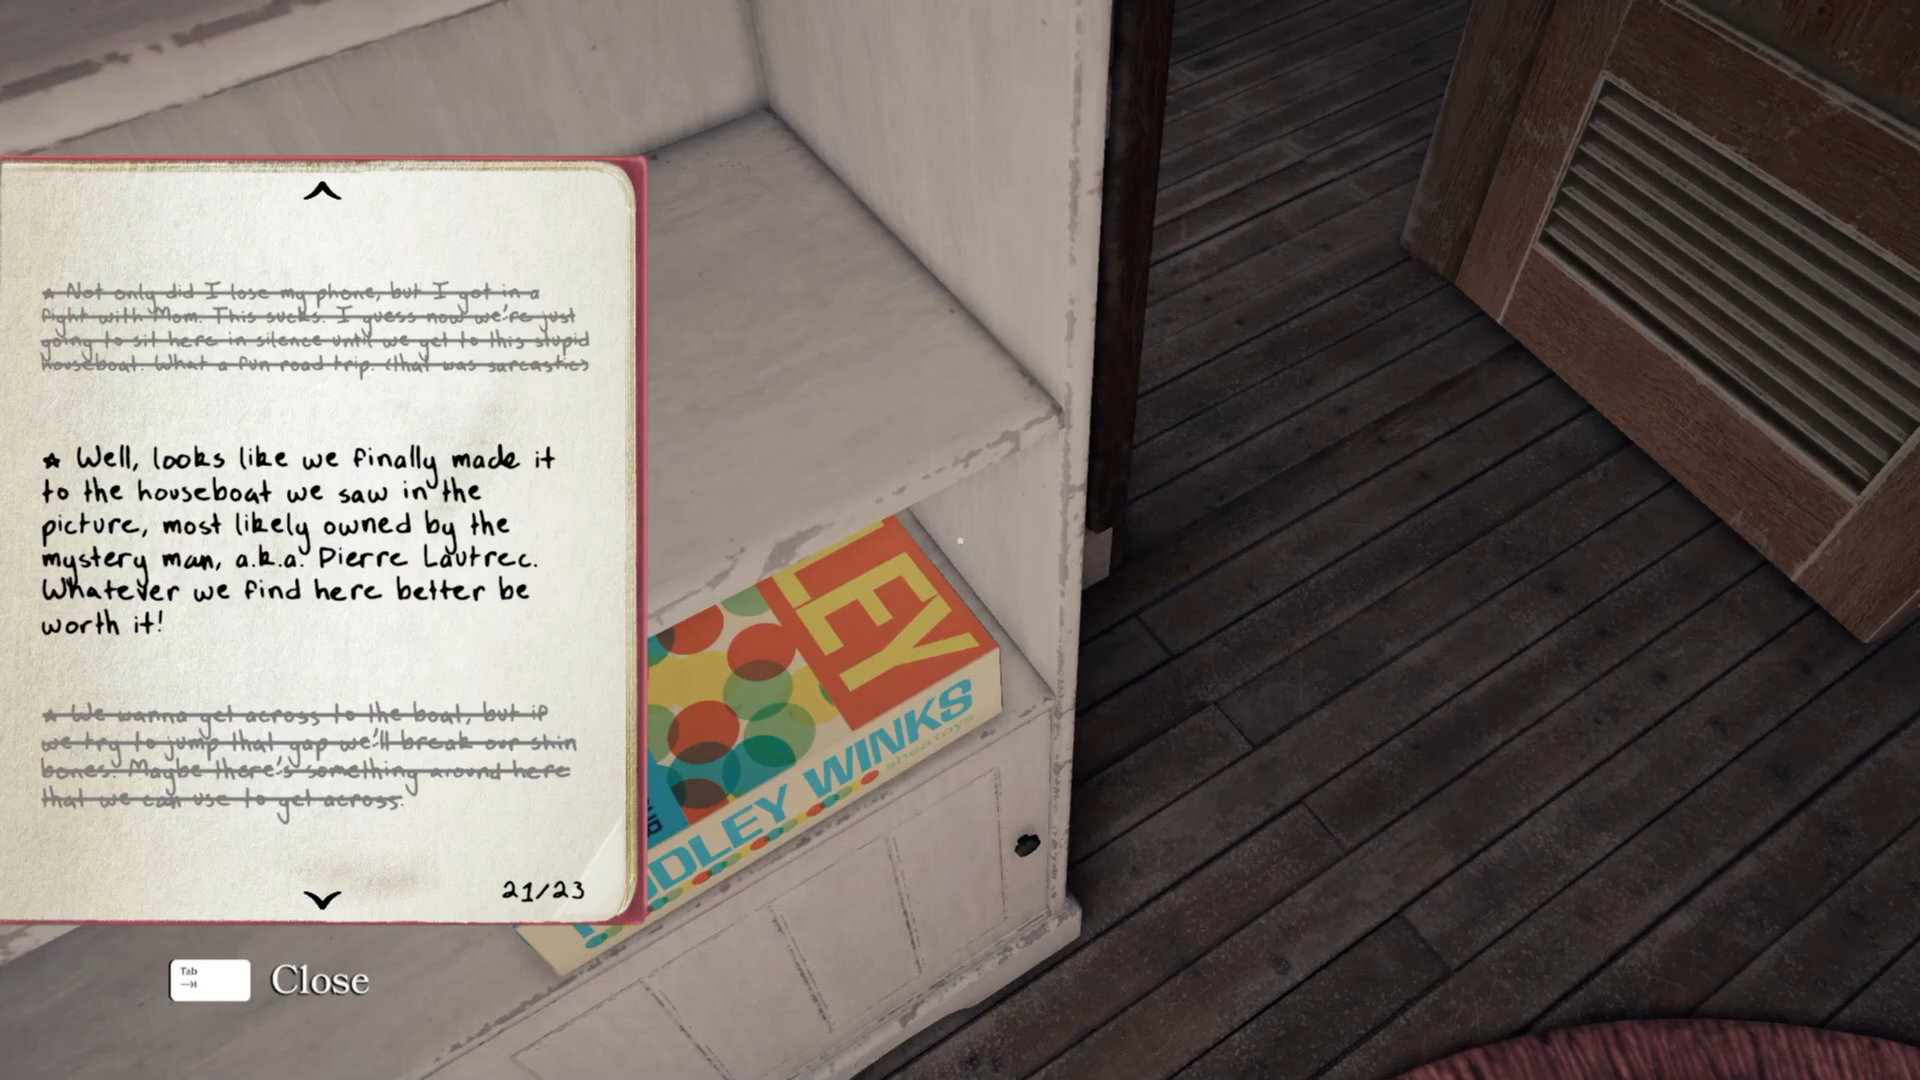 ★ Not only did I lose my phone, but I got in a
fight with Mom. This sucks. I guess now we're just
going to sit here in silence until we get to this stupid
houseboat. What a fun road trip. (that was sarcastic)
★ Well, looks like we finally made it
to the houseboat we saw in the
picture, most likely owned by the
mystery man, a.k.a. Pierre Lautrec.
Whatever we find here better be
worth it!
★ We wanna get across to the boat, but if
we try to jump that gap we'll break our shin
bones. Maybe there's something around here
that we can use to get across.
21/23
Tab
Close
LEY
DLEY WINKS
shea toys